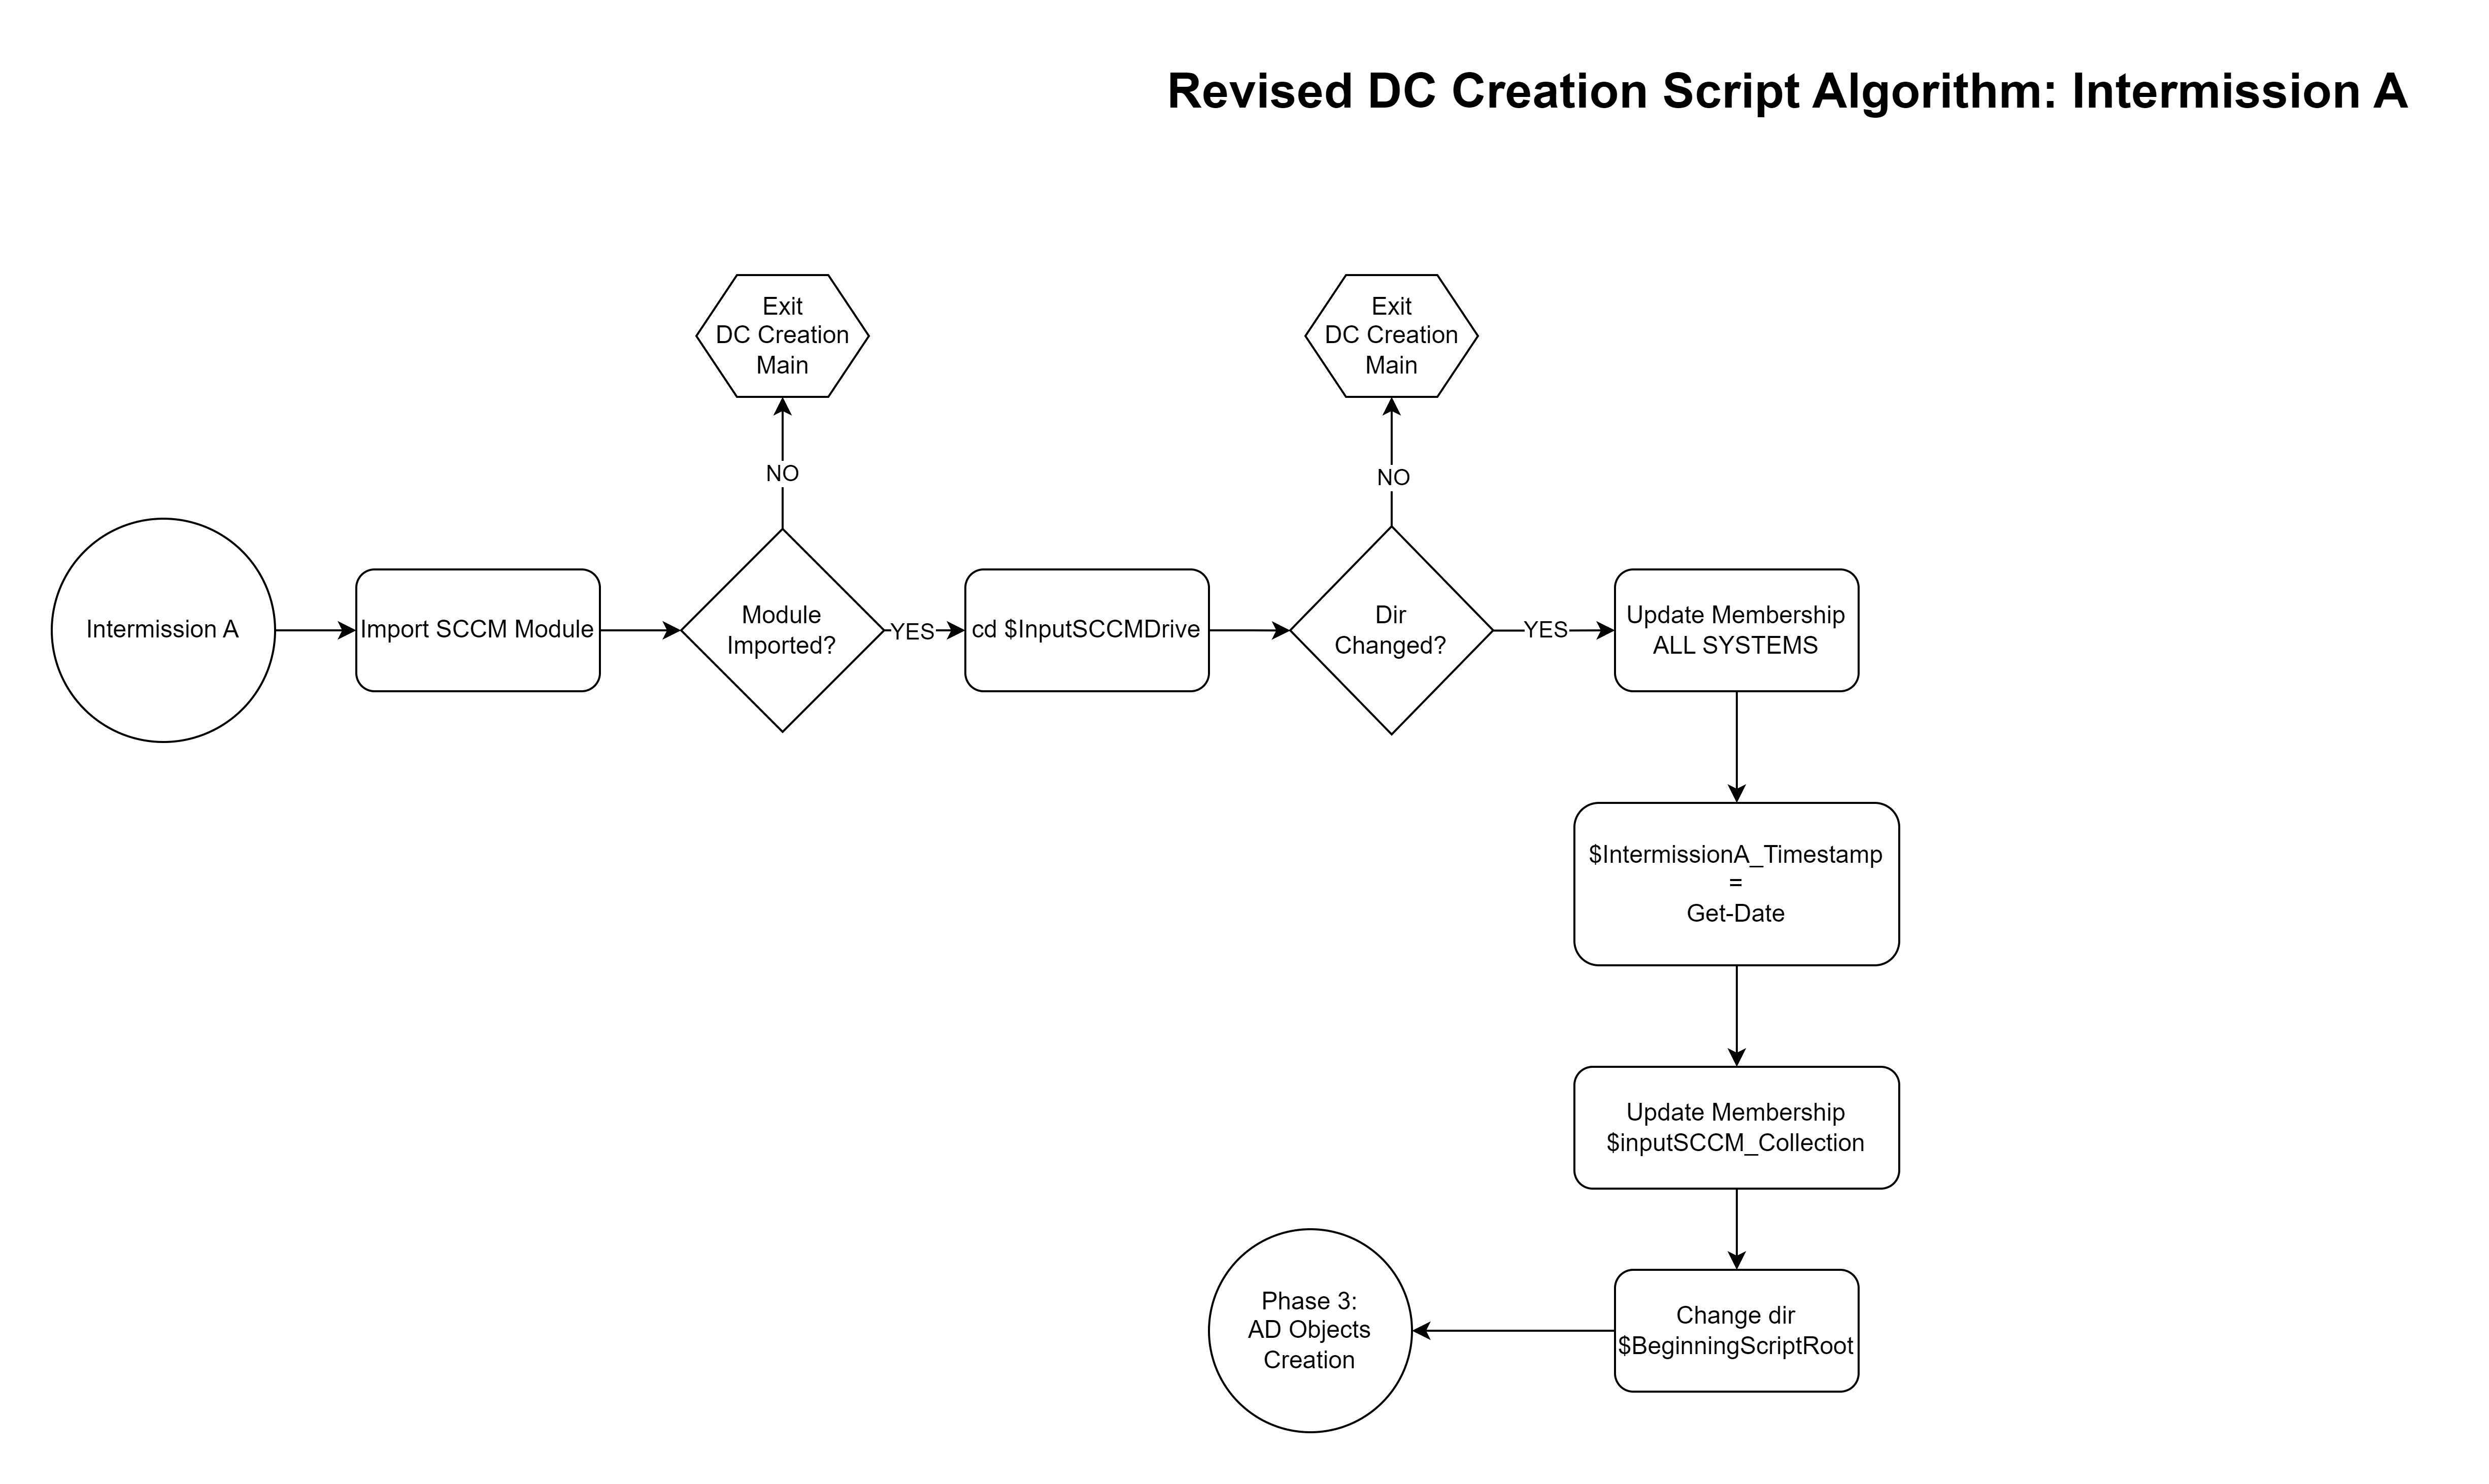 Revised DC Creation Script Algorithm: Intermission A
Exit
DC Creation
Main
Exit
DC Creation
Main
NO
NO
Intermission A
Import SCCM Module
Module
Imported?
YES
cd $InputSCCMDrive
Dir
Changed?
YES
Update Membership
ALL SYSTEMS
$IntermissionA_Timestamp
=
Get-Date
Update Membership
$inputSCCM_Collection
Change dir
$BeginningScriptRoot
Phase 3:
AD Objects
Creation